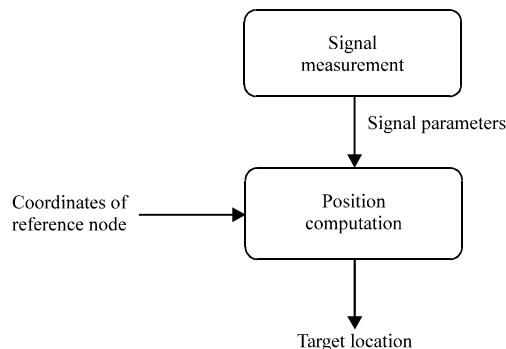 Signal
measurement
Signal parameters
Coordinates of
reference node
Position
computation
Target location